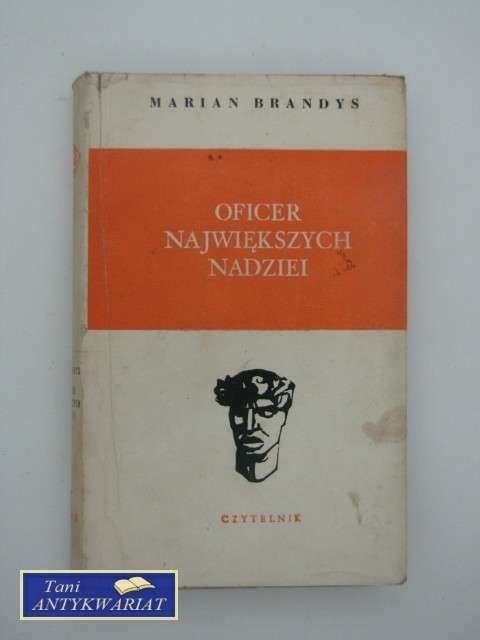 MARIAN BRANDYS
OFICER
NAJWIĘKSZYCH
NADZIEI
CZYTELNIK
Tani
ANTYKWARIAT